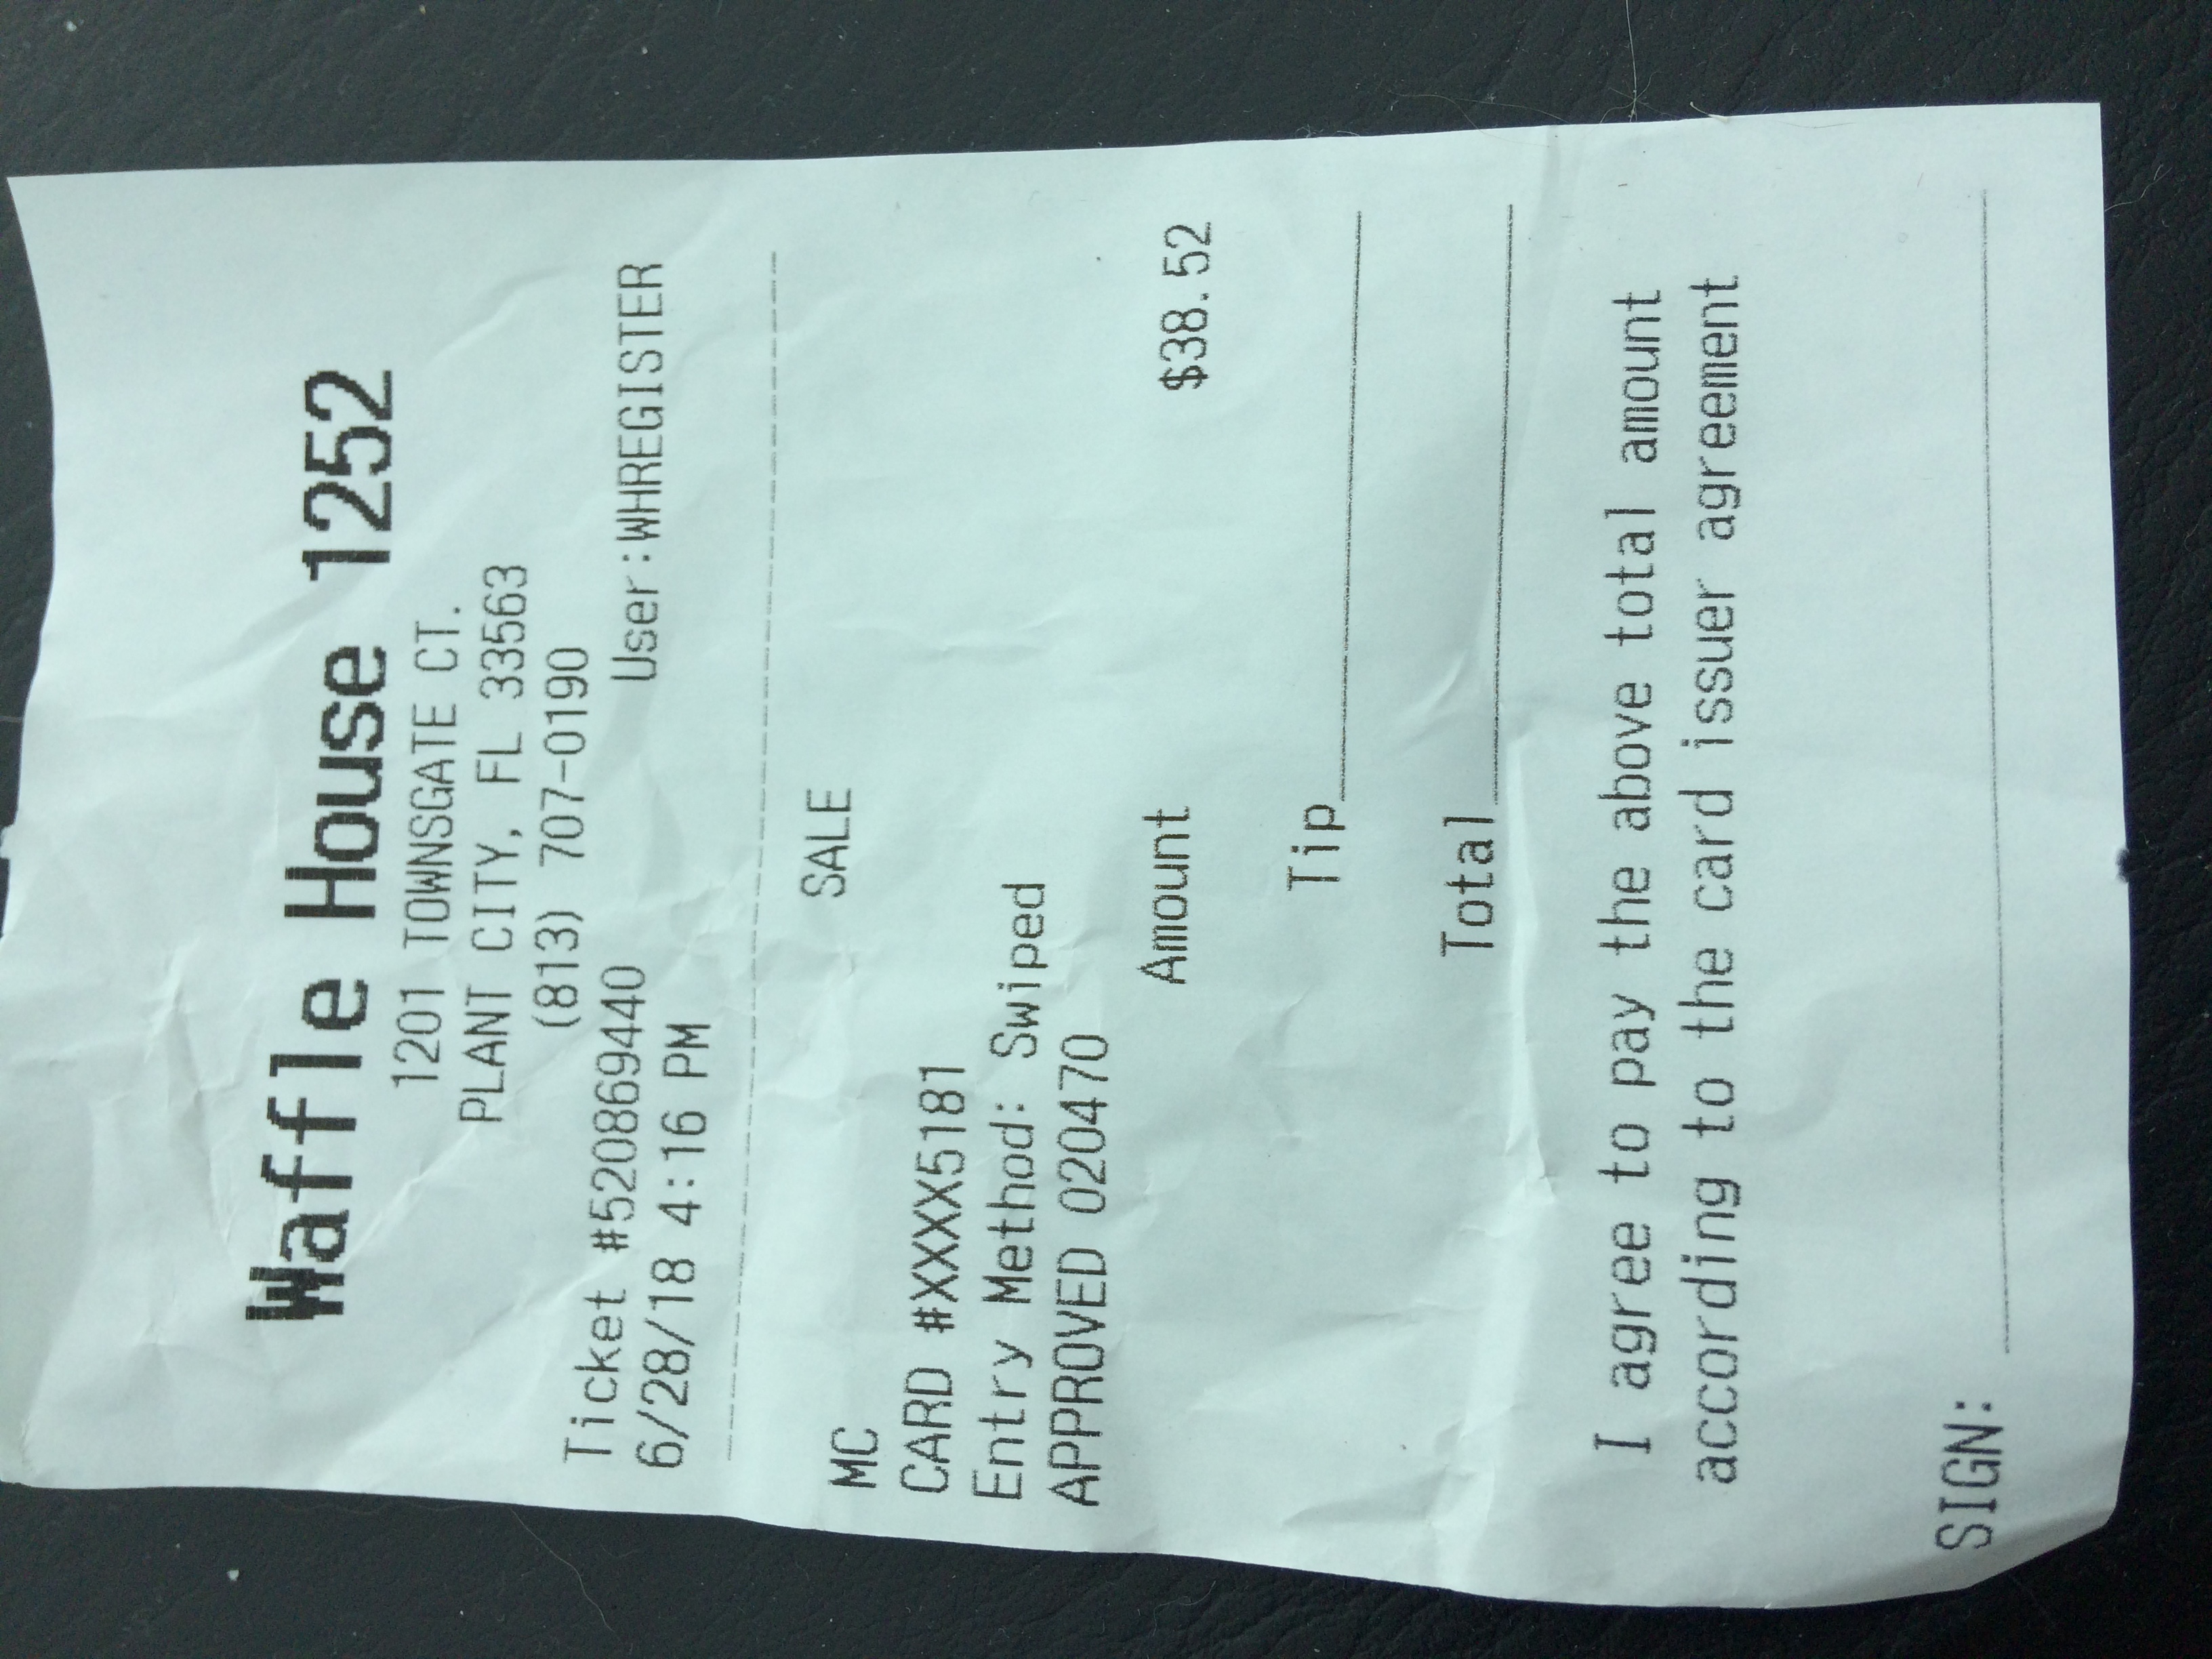 Waffle House 1252
1201 TOWNSGATE CT.
PLANT CITY, FL 33563
(813) 707-0190
Ticket #520869440
6/28/18 4:16 PM User:WHREGISTER
SALE
MC
CARD #XXXX5181
Entry Method: Swiped
APPROVED 020470
Amount $38.52
Tip
Total
I agree to pay the above total amount
according to the card issuer agreement
SIGN: